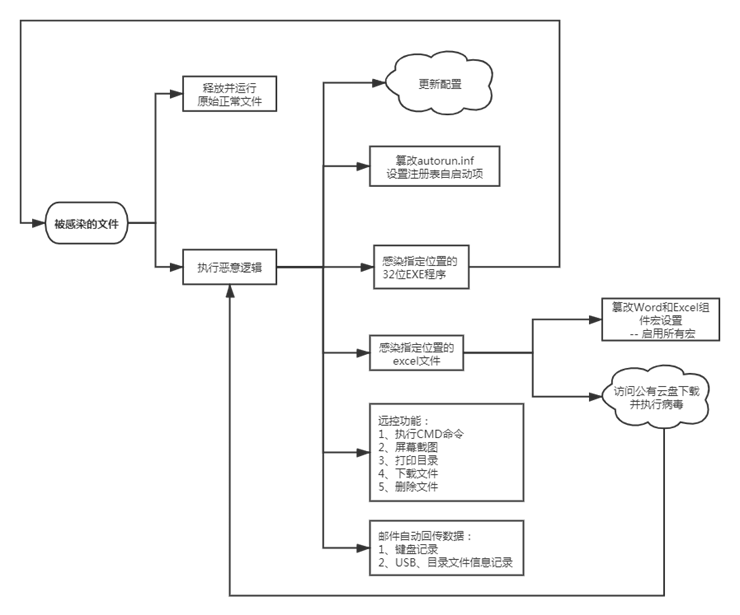 释放并运行
原始正常文件
更新配置
篡改autorun.inf
设置注册表自启动项
被感染的文件
执行恶意逻辑
感染指定位置的
32位EXE程序
篡改Word和Excel组
件宏设置
-- 启用所有宏
感染指定位置的
excel文件
访问公有云盘下载
并执行病毒
远控功能：
1、执行CMD命令
2、屏幕截图
3、打印目录
4、下载文件
5、删除文件
邮件自动回传数据：
1、键盘记录
2、USB、目录文件信息记录